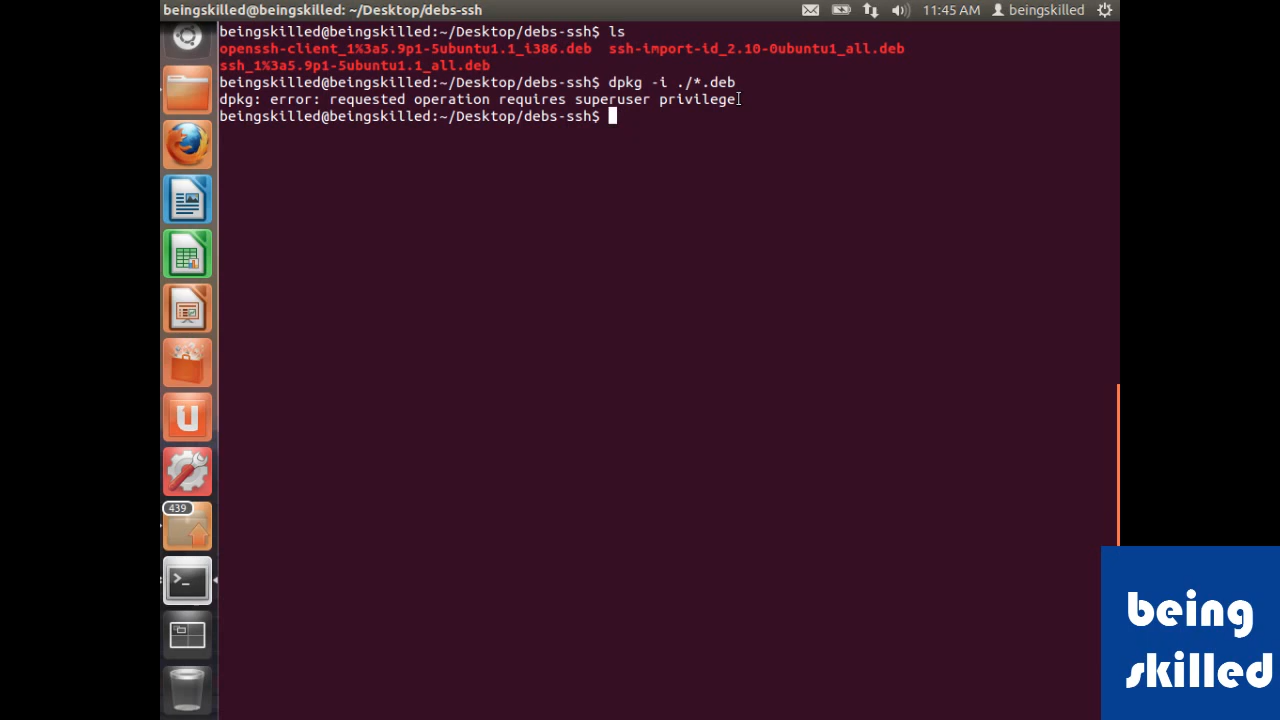 beingskilled@beingskilled: ~/Desktop/debs-ssh
11:45 AM beingskilled
beingskilled@beingskilled:~/Desktop/debs-ssh$ ls
openssh-client_1%3a5.9p1-5ubuntu1.1_i386.deb ssh-import-id_2.10-0ubuntu1_all.deb
ssh_1%3a5.9p1-5ubuntu1.1_all.deb
beingskilled@beingskilled:~/Desktop/debs-ssh$ dpkg -i ./*.deb
dpkg: error: requested operation requires superuser privilege
beingskilled@beingskilled:~/Desktop/debs-ssh$
439
being
skilled